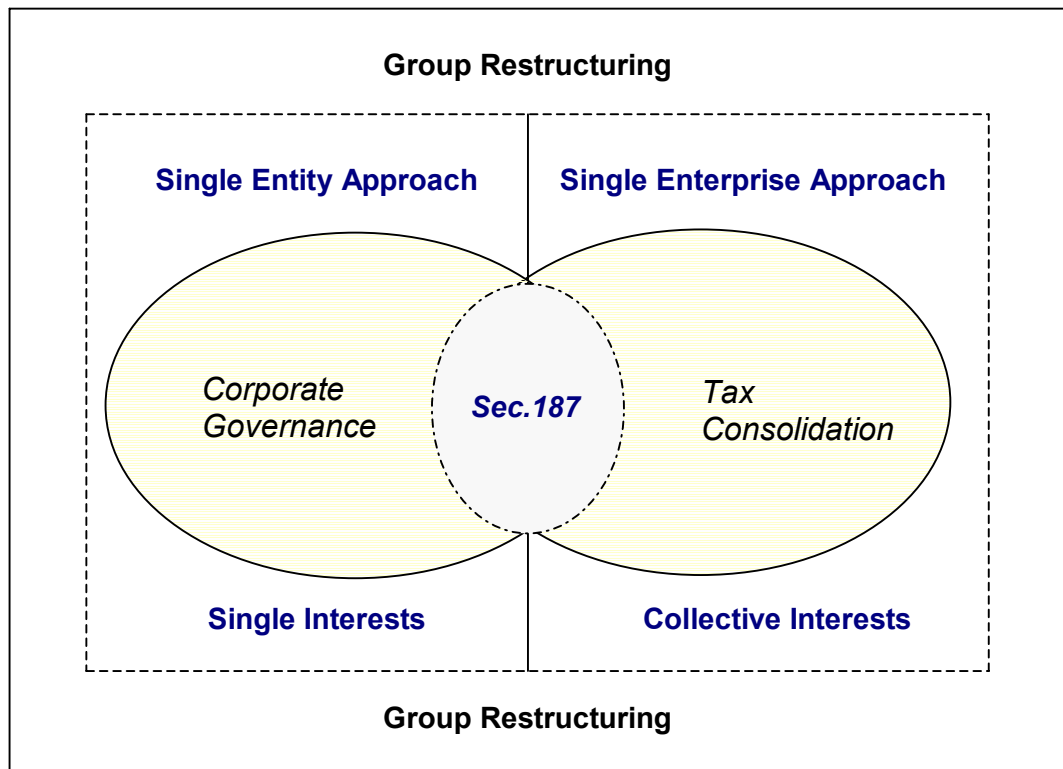 Group Restructuring
Single Entity Approach
Single Enterprise Approach
Corporate
Governance
Sec.187
Tax
Consolidation
Single Interests
Collective Interests
Group Restructuring